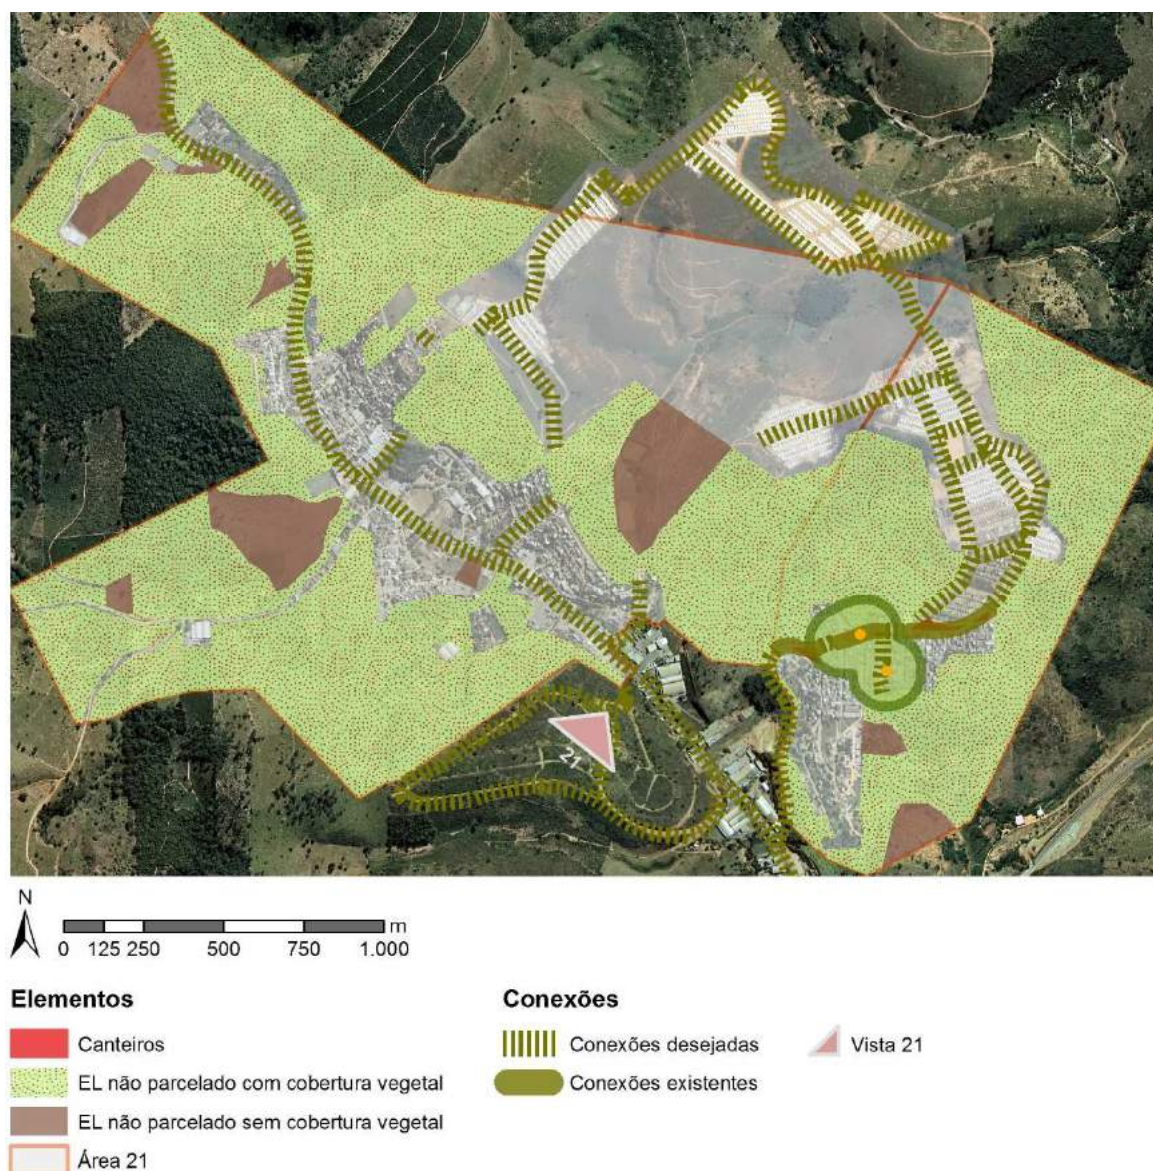 21
N
m
0 125 250 500 750 1.000
Elementos
Canteiros
EL não parcelado com cobertura vegetal
EL não parcelado sem cobertura vegetal
Área 21
Conexões
Conexões desejadas
Conexões existentes
Vista 21